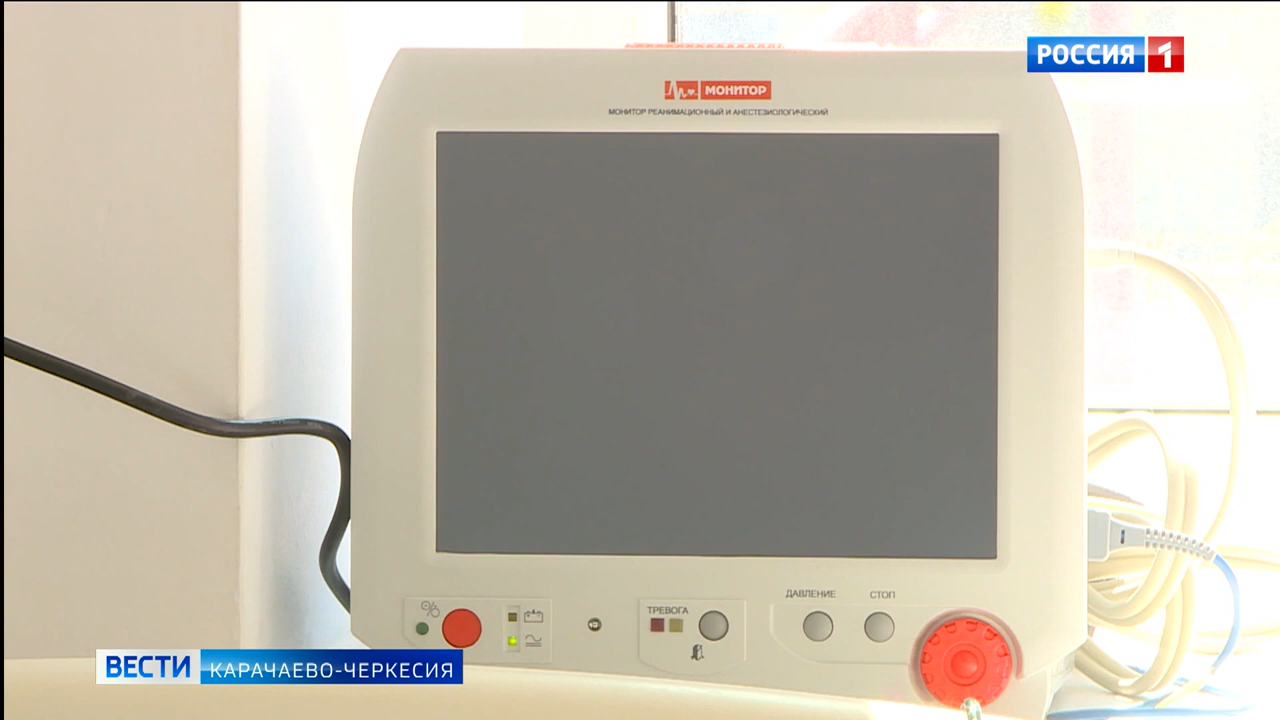 РОССИЯ 1
МОНИТОР
МОНИТОР РЕАНИМАЦИОННЫЙ И АНЕСТЕЗИОЛОГИЧЕСКИЙ
ДАВЛЕНИЕ СТОП
ТРЕВОГА
ВЕСТИ КАРАЧАЕВО-ЧЕРКЕСИЯ